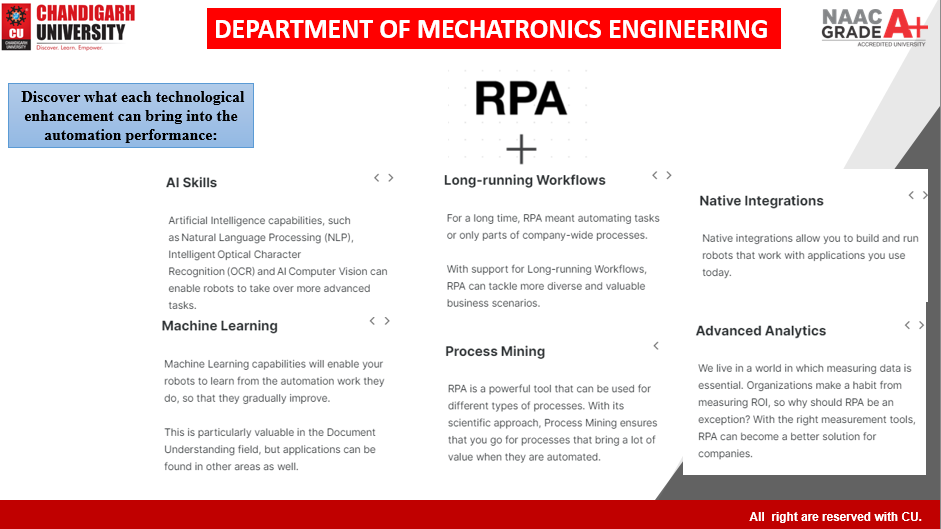 CHANDIGARH
UNIVERSITY
Discover. Learn. Empower.
CU
CHANDIGARH
UNIVERSITY
DEPARTMENT OF MECHATRONICS ENGINEERING
NAAC
GRADE A+
ACCREDITED UNIVERSITY
Discover what each technological
enhancement can bring into the
automation performance:
RPA
+
AI Skills
Artificial Intelligence capabilities, such
as Natural Language Processing (NLP),
Intelligent Optical Character
Recognition (OCR) and AI Computer Vision can
enable robots to take over more advanced
tasks.
Machine Learning
Machine Learning capabilities will enable your
robots to learn from the automation work they
do, so that they gradually improve.
This is particularly valuable in the Document
Understanding field, but applications can be
found in other areas as well.
Long-running Workflows
For a long time, RPA meant automating tasks
or only parts of company-wide processes.
With support for Long-running Workflows,
RPA can tackle more diverse and valuable
business scenarios.
Process Mining
RPA is a powerful tool that can be used for
different types of processes. With its
scientific approach, Process Mining ensures
that you go for processes that bring a lot of
value when they are automated.
Native Integrations
Native integrations allow you to build and run
robots that work with applications you use
today.
Advanced Analytics
We live in a world in which measuring data is
essential. Organizations make a habit from
measuring ROI, so why should RPA be an
exception? With the right measurement tools,
RPA can become a better solution for
companies.
All right are reserved with CU.